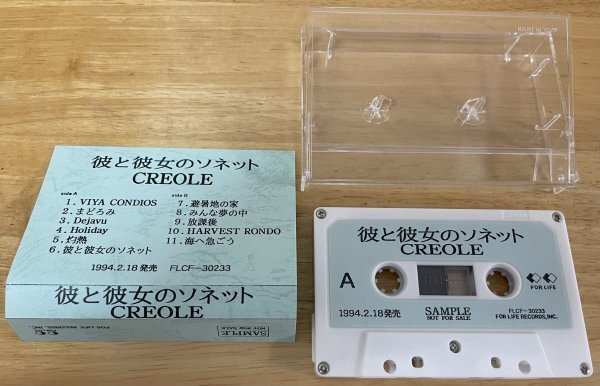 彼と彼女のソネット
CREOLE
side A
1. VIYA CONDIOS
2. まどろみ
3. Dejavu
4. Holiday
5. 灼熱
6. 彼と彼女のソネット
side B
7. 避暑地の家
8. みんな夢の中
9. 放課後
10. HARVEST RONDO
11. 海へ急ごう
1994.2.18発売 FLCF-30233
彼と彼女のソネット
CREOLE
SAMPLE
NOT FOR SALE
FOR LIFE RECORDS, INC.
JAPAN
彼と彼女のソネット
CREOLE
A
FOR LIFE
1994.2.18発売
SAMPLE
NOT FOR SALE
FLCF-30233
FOR LIFE RECORDS, INC.